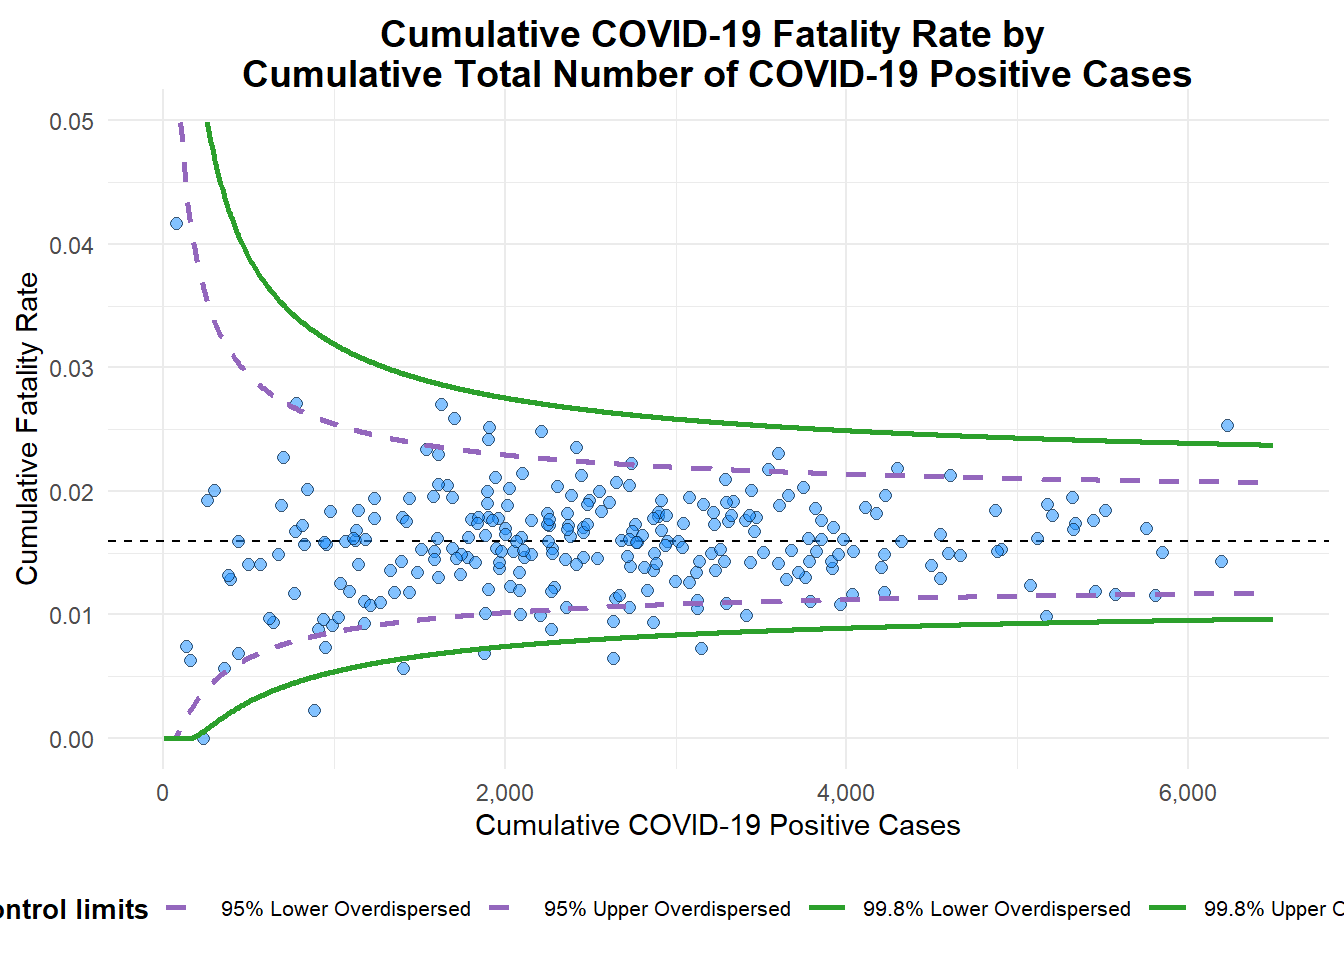 Cumulative COVID-19 Fatality Rate by
Cumulative Total Number of COVID-19 Positive Cases
Cumulative Fatality Rate
0.05
0.04
0.03
0.02
0.01
0.00
0
2,000
4,000
6,000
Cumulative COVID-19 Positive Cases
ontrol limits
95% Lower Overdispersed
95% Upper Overdispersed
99.8% Lower Overdispersed
99.8% Upper O